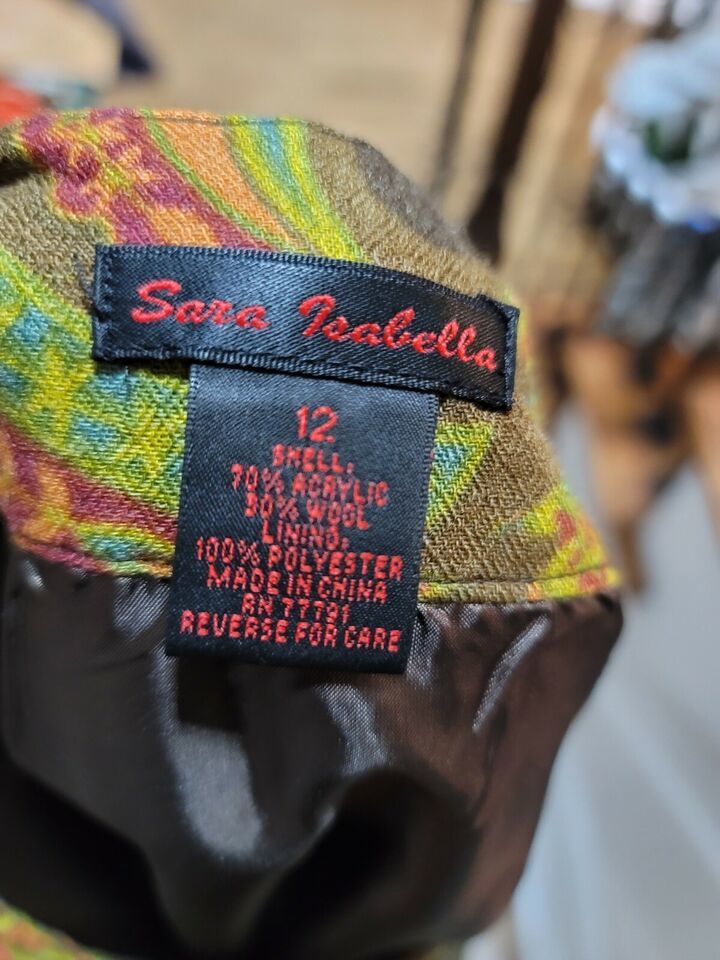 Sara Isabella
12
SHELL:
70% ACRYLIC
30% WOOL
LINING:
100% POLYESTER
MADE IN CHINA
RN 77791
REVERSE FOR CARE